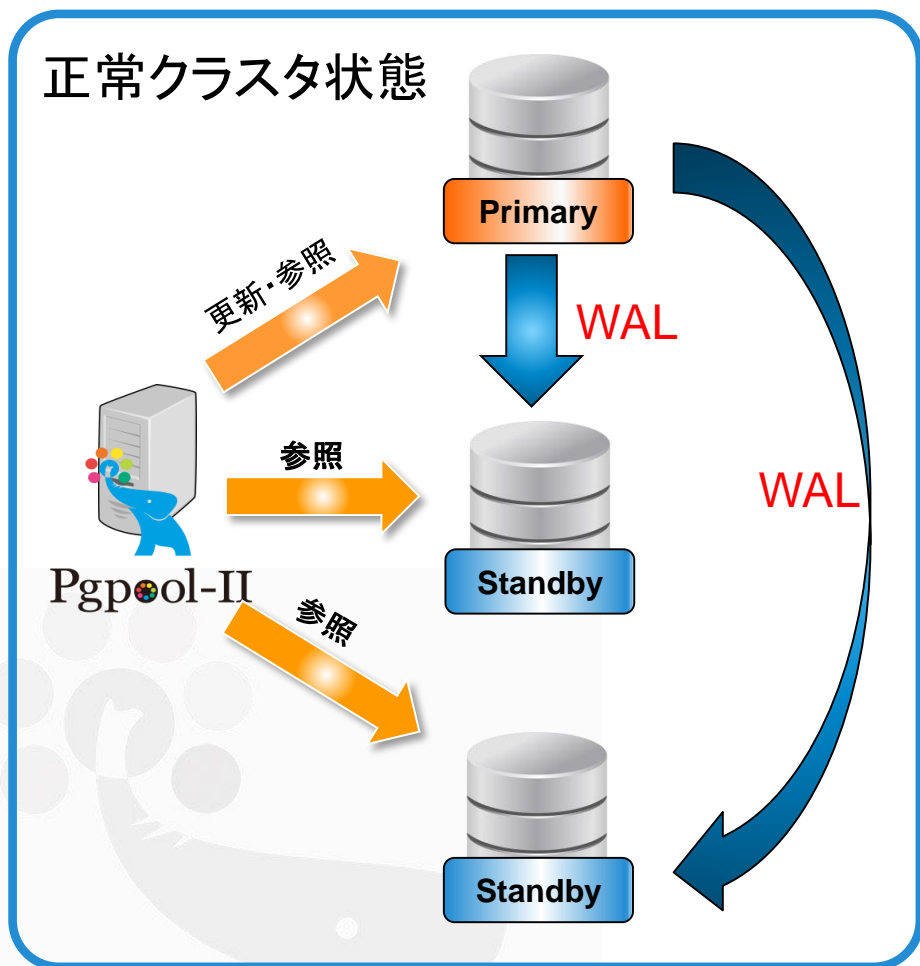 正常クラスタ状態
Primary
更新・参照
WAL
参照
WAL
Standby
Pgpool-II
参照
Standby